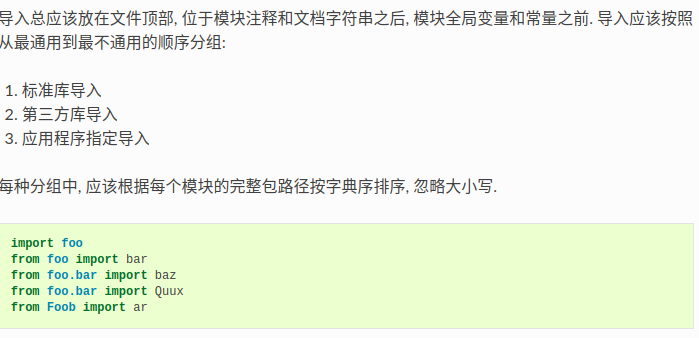 导入总应该放在文件顶部, 位于模块注释和文档字符串之后, 模块全局变量和常量之前. 导入应该按照
从最通用到最不通用的顺序分组:
1. 标准库导入
2. 第三方库导入
3. 应用程序指定导入
每种分组中, 应该根据每个模块的完整包路径按字典序排序, 忽略大小写.
import foo
from foo import bar
from foo.bar import baz
from foo.bar import Quux
from Foob import ar